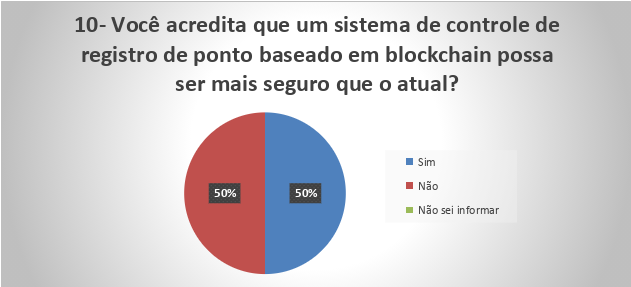 10- Você acredita que um sistema de controle de
registro de ponto baseado em blockchain possa
ser mais seguro que o atual?
50%
50%
Sim
Não
Não sei informar